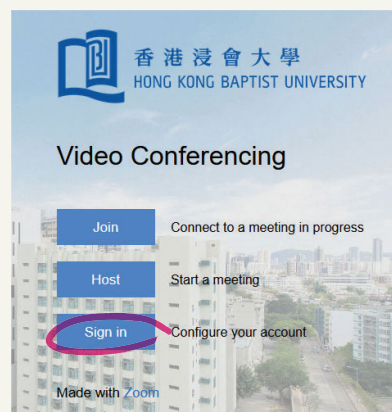 香港浸會大學
HONG KONG BAPTIST UNIVERSITY
Video Conferencing
Join Connect to a meeting in progress
Host Start a meeting
Sign in Configure your account
Made with Zoom